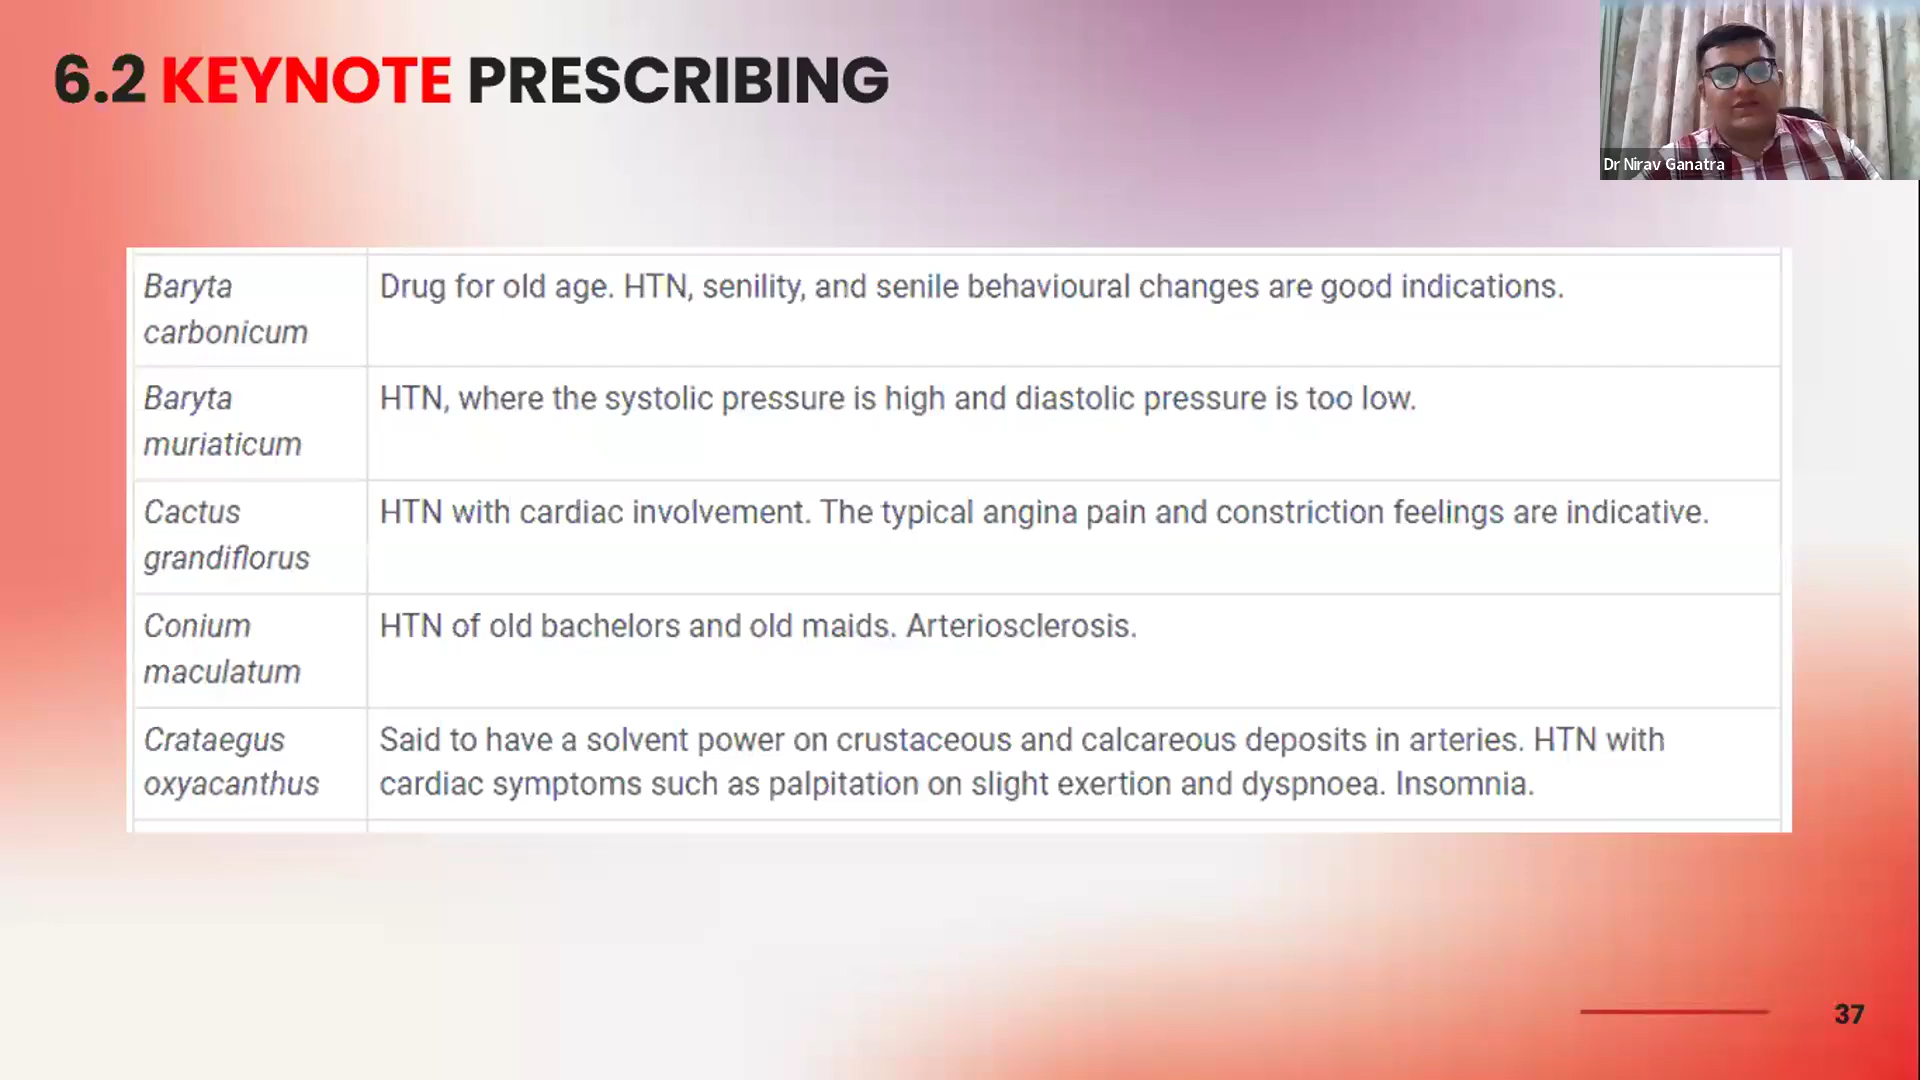 6.2 KEYNOTE PRESCRIBING
Dr Nirav Ganatra
Baryta
carbonicum
Drug for old age. HTN, senility, and senile behavioural changes are good indications.
Baryta
muriaticum
HTN, where the systolic pressure is high and diastolic pressure is too low.
Cactus
grandiflorus
HTN with cardiac involvement. The typical angina pain and constriction feelings are indicative.
Conium
maculatum
HTN of old bachelors and old maids. Arteriosclerosis.
Crataegus
oxyacanthus
Said to have a solvent power on crustaceous and calcareous deposits in arteries. HTN with
cardiac symptoms such as palpitation on slight exertion and dyspnoea. Insomnia.
37